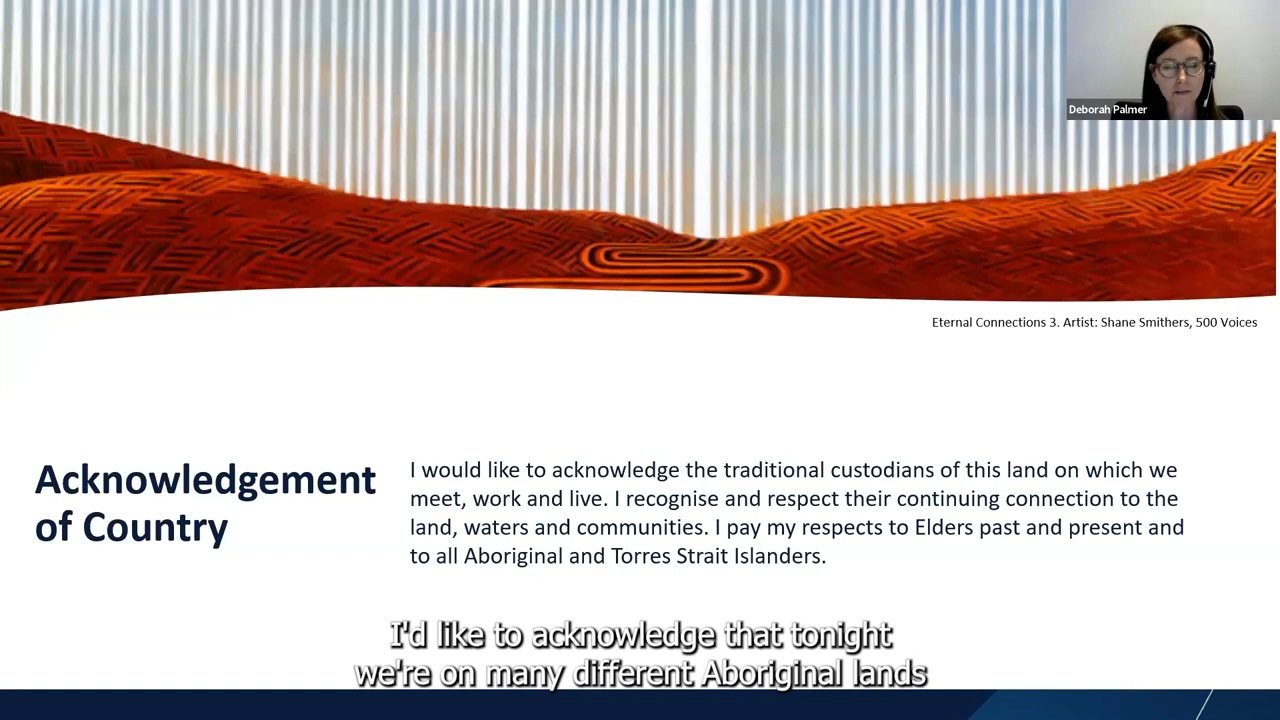 Deborah Palmer
Eternal Connections 3. Artist: Shane Smithers, 500 Voices
Acknowledgement
of Country
I would like to acknowledge the traditional custodians of this land on which we
meet, work and live. I recognise and respect their continuing connection to the
land, waters and communities. I pay my respects to Elders past and present and
to all Aboriginal and Torres Strait Islanders.
I'd like to acknowledge that tonight
we're on many different Aboriginal lands